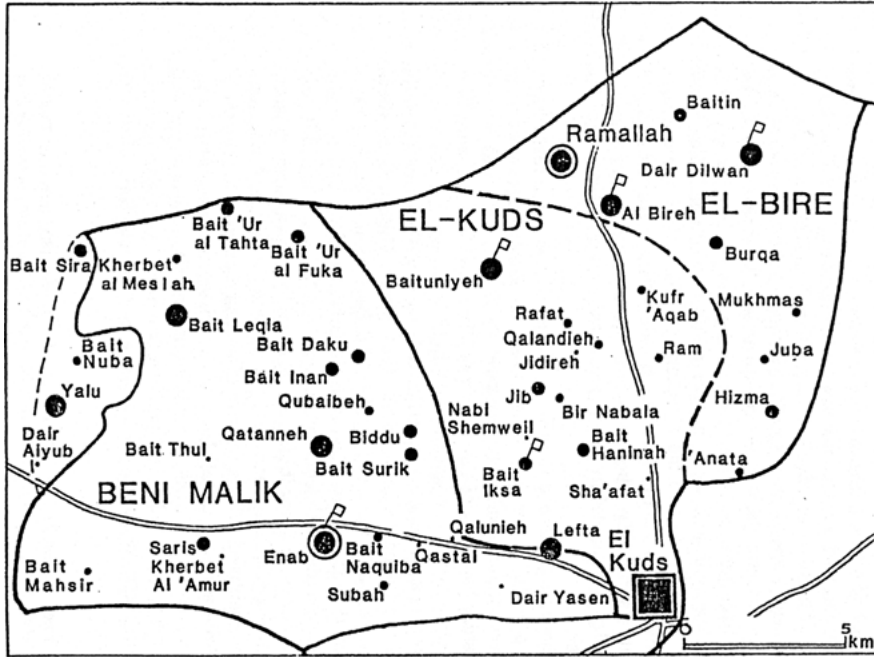 Baitin
Ramallah
Dair Dilwan
Al Bireh
EL-BIRE
EL-KUDS
Bait 'Ur
al Tahta
Bait 'Ur
al Fuka
Bait Sira
Kherbet
al Meslah
Baituniyeh
Burqa
Kufr
'Aqab
Mukhmas
Bait Leqia
Rafat
Qalandieh
Jidireh
Ram
Juba
Bait
Nuba
Bait Daku
Bait Inan
Yalu
Qubaibeh
Jib
Bir Nabala
Hizma
Nabi
Shemweil
Dair
Aiyub
Bait Thul
Qatanneh
Biddu
Bait Surik
Bait
Haninah
'Anata
Bait
Iksa
Sha'afat
BENI MALIK
Qalunieh
Lefta
El
Kuds
Saris
Kherbet
Al 'Amur
Enab
Bait
Naquiba
Qastal
Bait
Mahsir
Subah
Dair Yasen
0
5
km